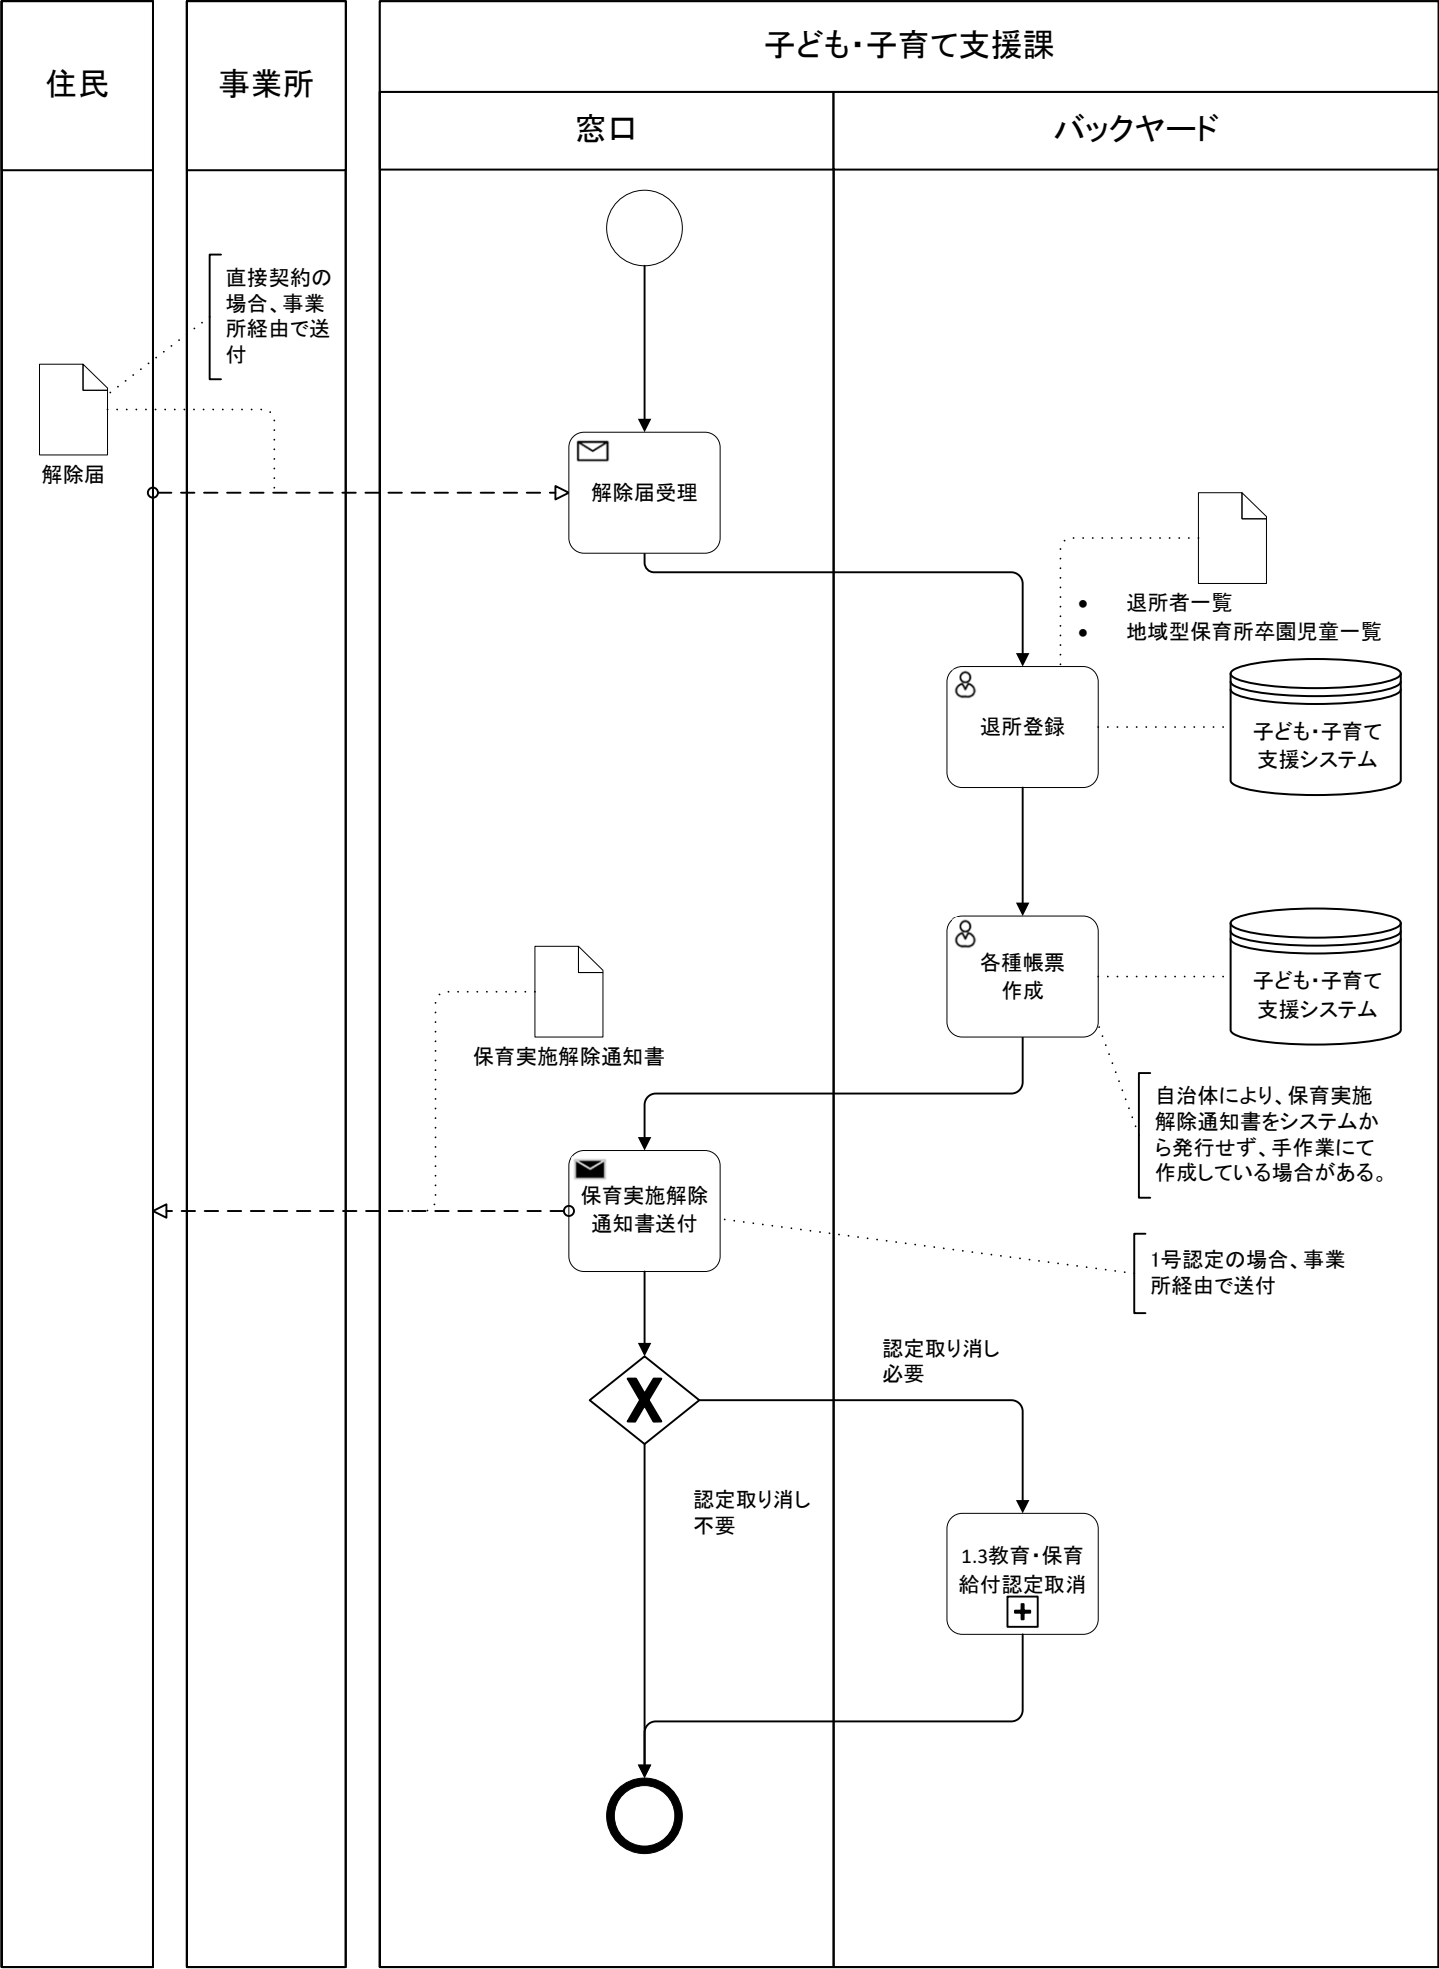 住民
事業所
子ども・子育て支援課
窓口
バックヤード
直接契約の
場合、事業
所経由で送
付
解除届
解除届受理
• 退所者一覧
• 地域型保育所卒園児童一覧
退所登録
子ども・子育て
支援システム
各種帳票
作成
子ども・子育て
支援システム
保育実施解除通知書
自治体により、保育実施
解除通知書をシステムか
ら発行せず、手作業にて
作成している場合がある。
保育実施解除
通知書送付
1号認定の場合、事業
所経由で送付
認定取り消し
必要
認定取り消し
不要
1.3教育・保育
給付認定取消